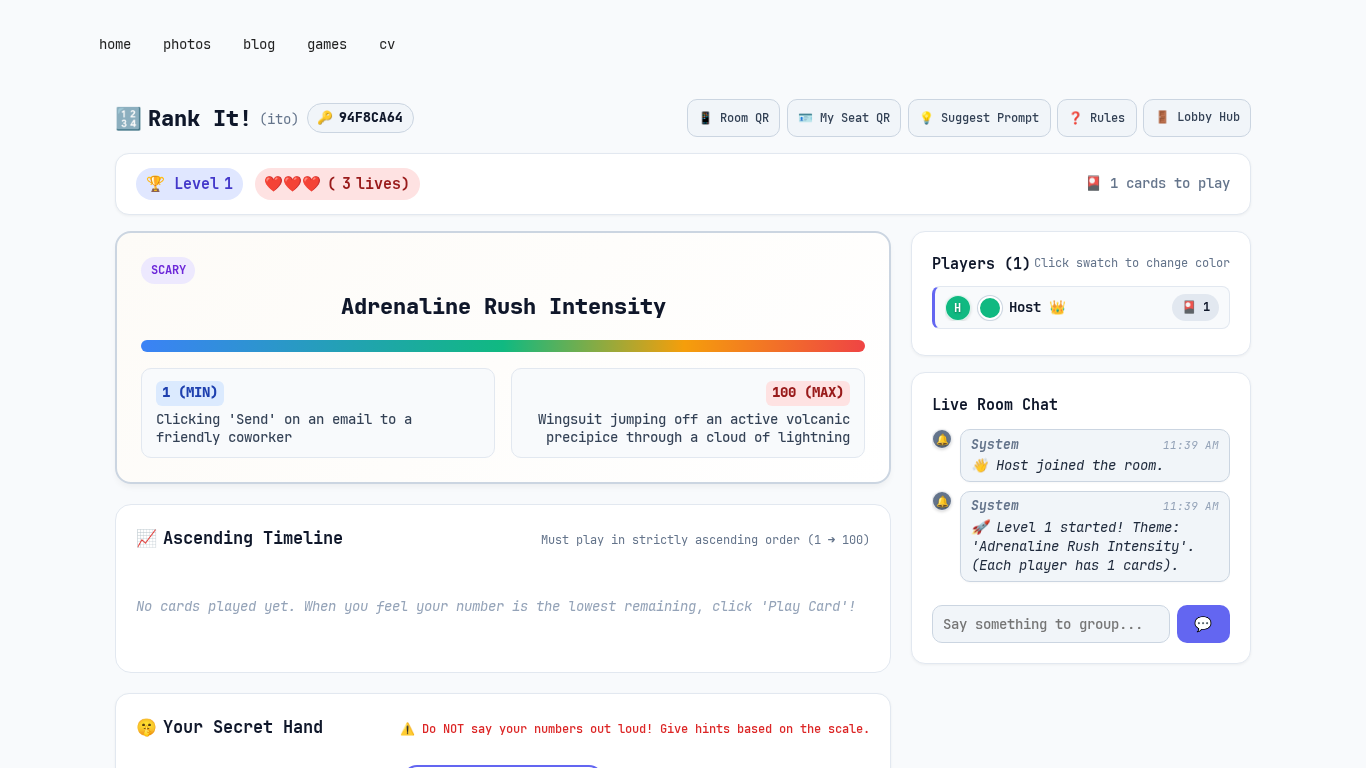 home photos blog games cv
🔢 Rank It! (ito) 🔑 94F8CA64
📱 Room QR 🪪 My Seat QR 💡 Suggest Prompt ❓ Rules 🚪 Lobby Hub
🏆 Level 1 ❤️❤️❤️ ( 3 lives) 🎴 1 cards to play
SCARY
Adrenaline Rush Intensity
1 (MIN)
Clicking 'Send' on an email to a
friendly coworker
100 (MAX)
Wingsuit jumping off an active volcanic
precipice through a cloud of lightning
📈 Ascending Timeline Must play in strictly ascending order (1 → 100)
No cards played yet. When you feel your number is the lowest remaining, click 'Play Card'!
🤫 Your Secret Hand ⚠️ Do NOT say your numbers out loud! Give hints based on the scale.
Players (1) Click swatch to change color
H Host 👑 🎴 1
Live Room Chat
System 11:39 AM
👋 Host joined the room.
System 11:39 AM
🚀 Level 1 started! Theme:
'Adrenaline Rush Intensity'.
(Each player has 1 cards).
Say something to group... 💬